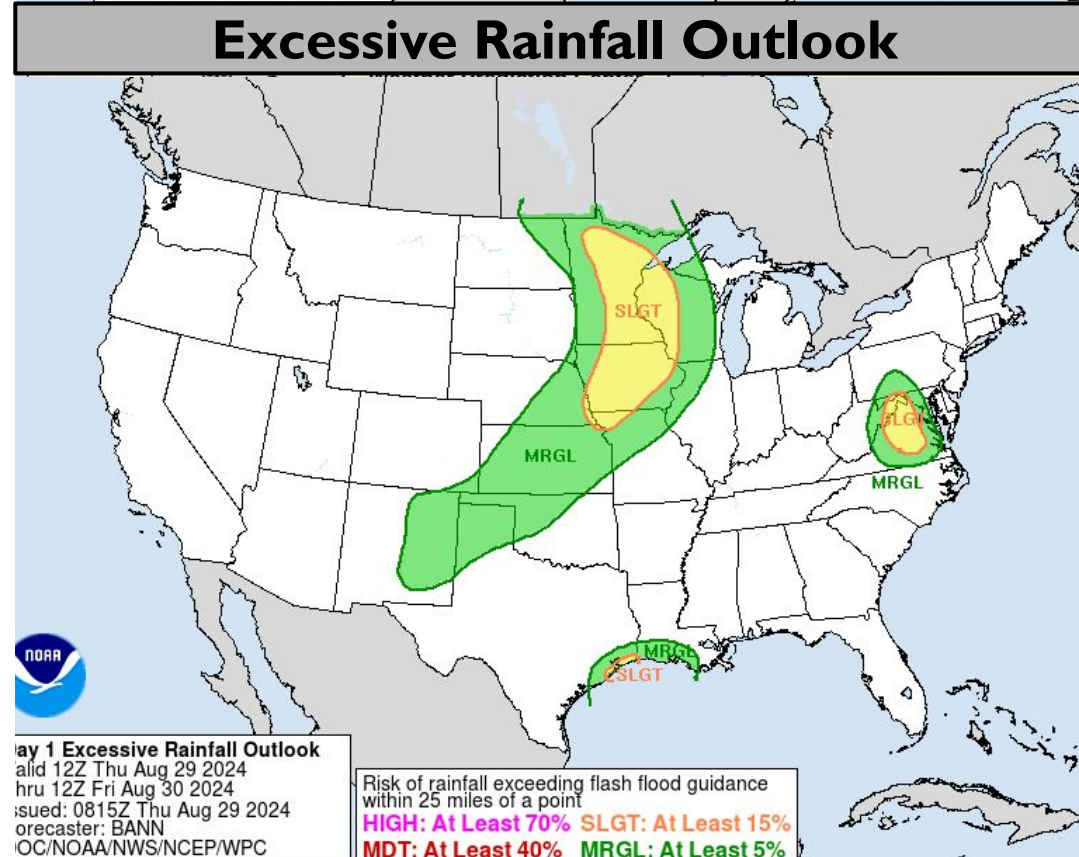 Excessive Rainfall Outlook
SLGT
MRGL
SLGT
MRGL
MRGL
SLGT
NOAA
ay 1 Excessive Rainfall Outlook
alid 12Z Thu Aug 29 2024
hru 12Z Fri Aug 30 2024
ssued: 0815Z Thu Aug 29 2024
orecaster: BANN
OC/NOAA/NWS/NCEP/WPC
Risk of rainfall exceeding flash flood guidance
within 25 miles of a point
HIGH: At Least 70% SLGT: At Least 15%
MDT: At Least 40% MRGL: At Least 5%